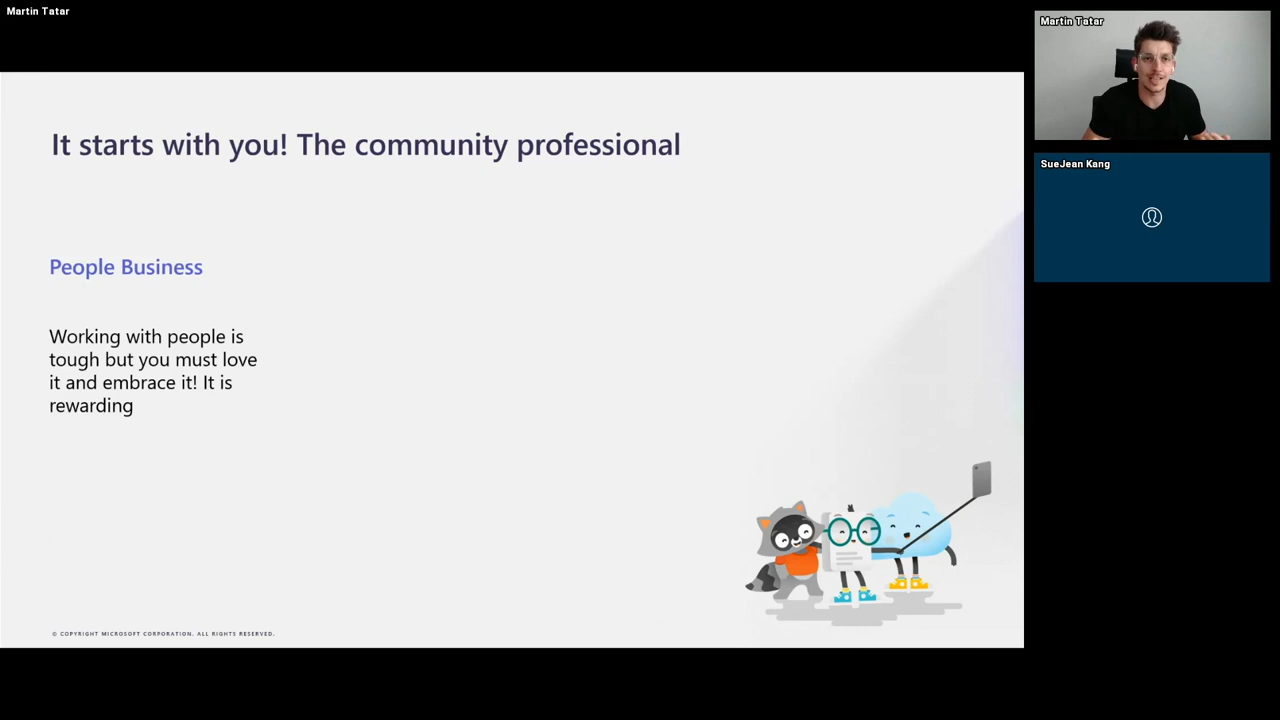 Martin Tatar
Martin Tatar
SueJean Kang
It starts with you! The community professional
People Business
Working with people is
tough but you must love
it and embrace it! It is
rewarding
© COPYRIGHT MICROSOFT CORPORATION. ALL RIGHTS RESERVED.